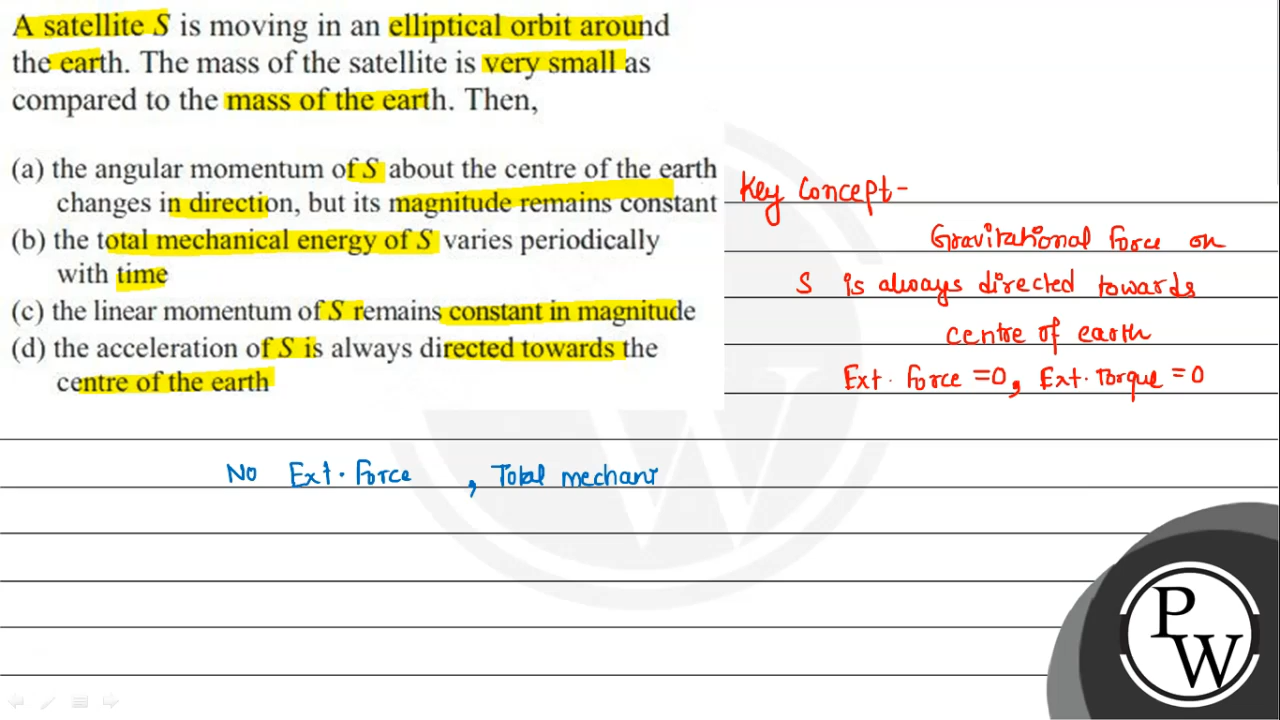 A satellite S is moving in an elliptical orbit around
the earth. The mass of the satellite is very small as
compared to the mass of the earth. Then,
(a) the angular momentum of S about the centre of the earth
changes in direction, but its magnitude remains constant
(b) the total mechanical energy of S varies periodically
with time
(c) the linear momentum of S remains constant in magnitude
(d) the acceleration of S is always directed towards the
centre of the earth
Key Concept-
Gravitational Force on
S is always directed towards
centre of earth
Ext. Force =0, Ext. Torque = 0
No Ext. Force , Total mechani
P
W